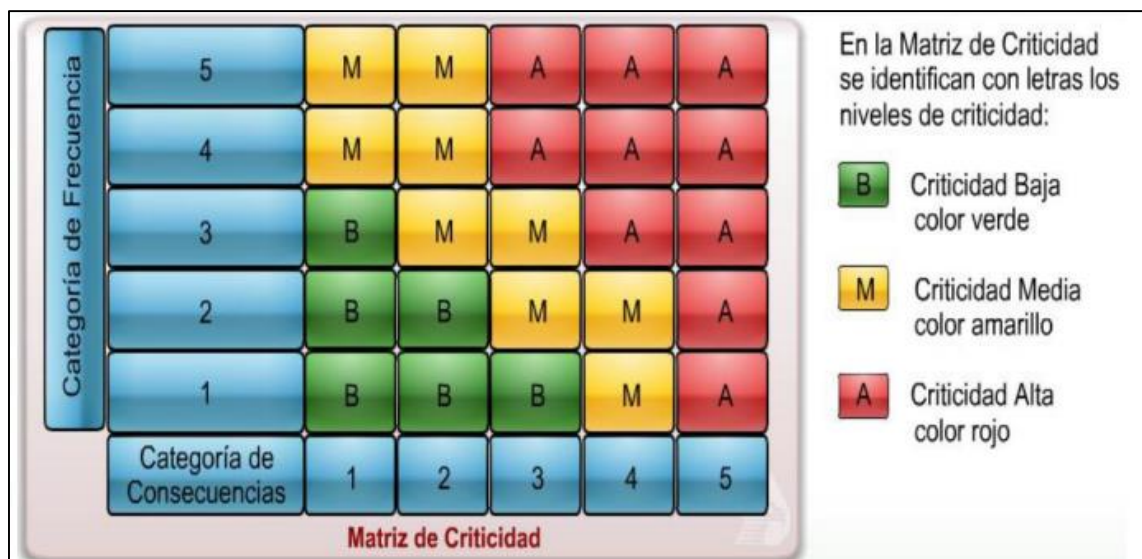 Categoría de Frecuencia
5 M M A A A
4 M M A A A
3 B M M A A
2 B B M M A
1 B B B M A
Categoría de
Consecuencias
1 2 3 4 5
Matriz de Criticidad
En la Matriz de Criticidad
se identifican con letras los
niveles de criticidad:
B Criticidad Baja
color verde
M Criticidad Media
color amarillo
A Criticidad Alta
color rojo